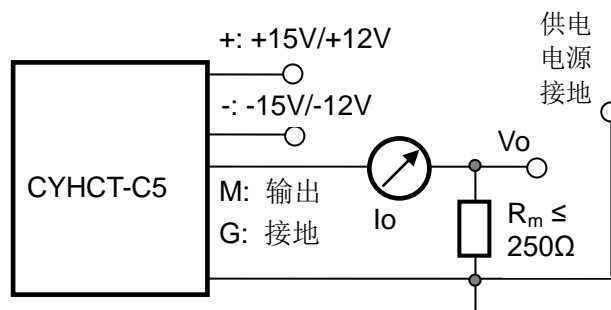 +: +15V/+12V
-: -15V/-12V
CYHCT-C5
M: 输出
G: 接地
Io
Vo
Rm ≤
250Ω
供电
电源
接地